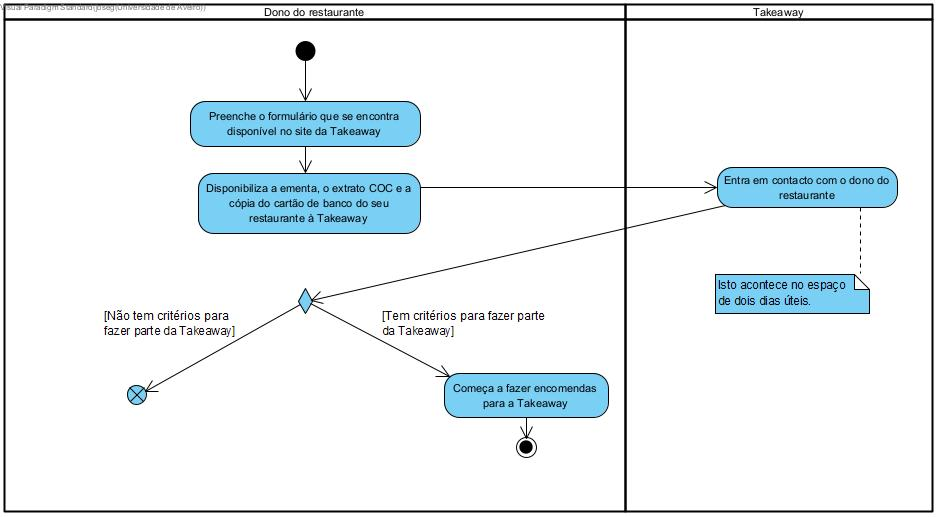 Visual Paradigm Standard(joseg(Universidade de Aveiro))
Dono do restaurante
Takeaway
Preenche o formulário que se encontra
disponível no site da Takeaway
Disponibiliza a ementa, o extrato COC e a
cópia do cartão de banco do seu
restaurante à Takeaway
Entra em contacto com o dono do
restaurante
Isto acontece no espaço
de dois dias úteis.
[Não tem critérios para
fazer parte da Takeaway]
[Tem critérios para fazer parte
da Takeaway]
Começa a fazer encomendas
para a Takeaway